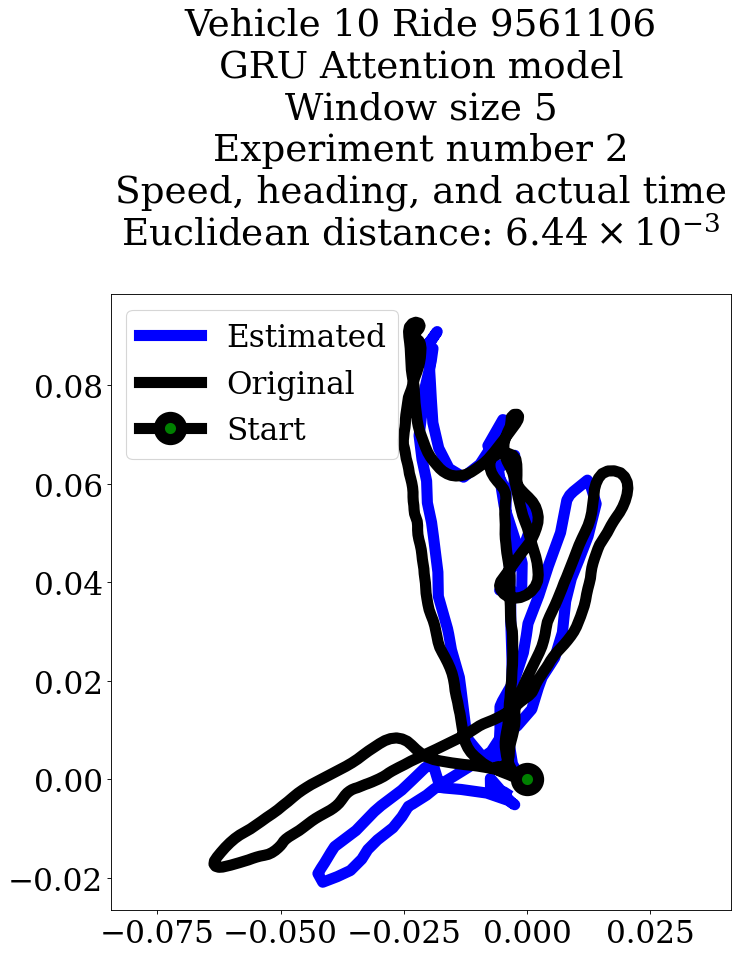 Vehicle 10 Ride 9561106
GRU Attention model
Window size 5
Experiment number 2
Speed, heading, and actual time
Euclidean distance: 6.44 × 10⁻³
Estimated
Original
Start
0.08
0.06
0.04
0.02
0.00
−0.02
−0.075 −0.050 −0.025 0.000 0.025